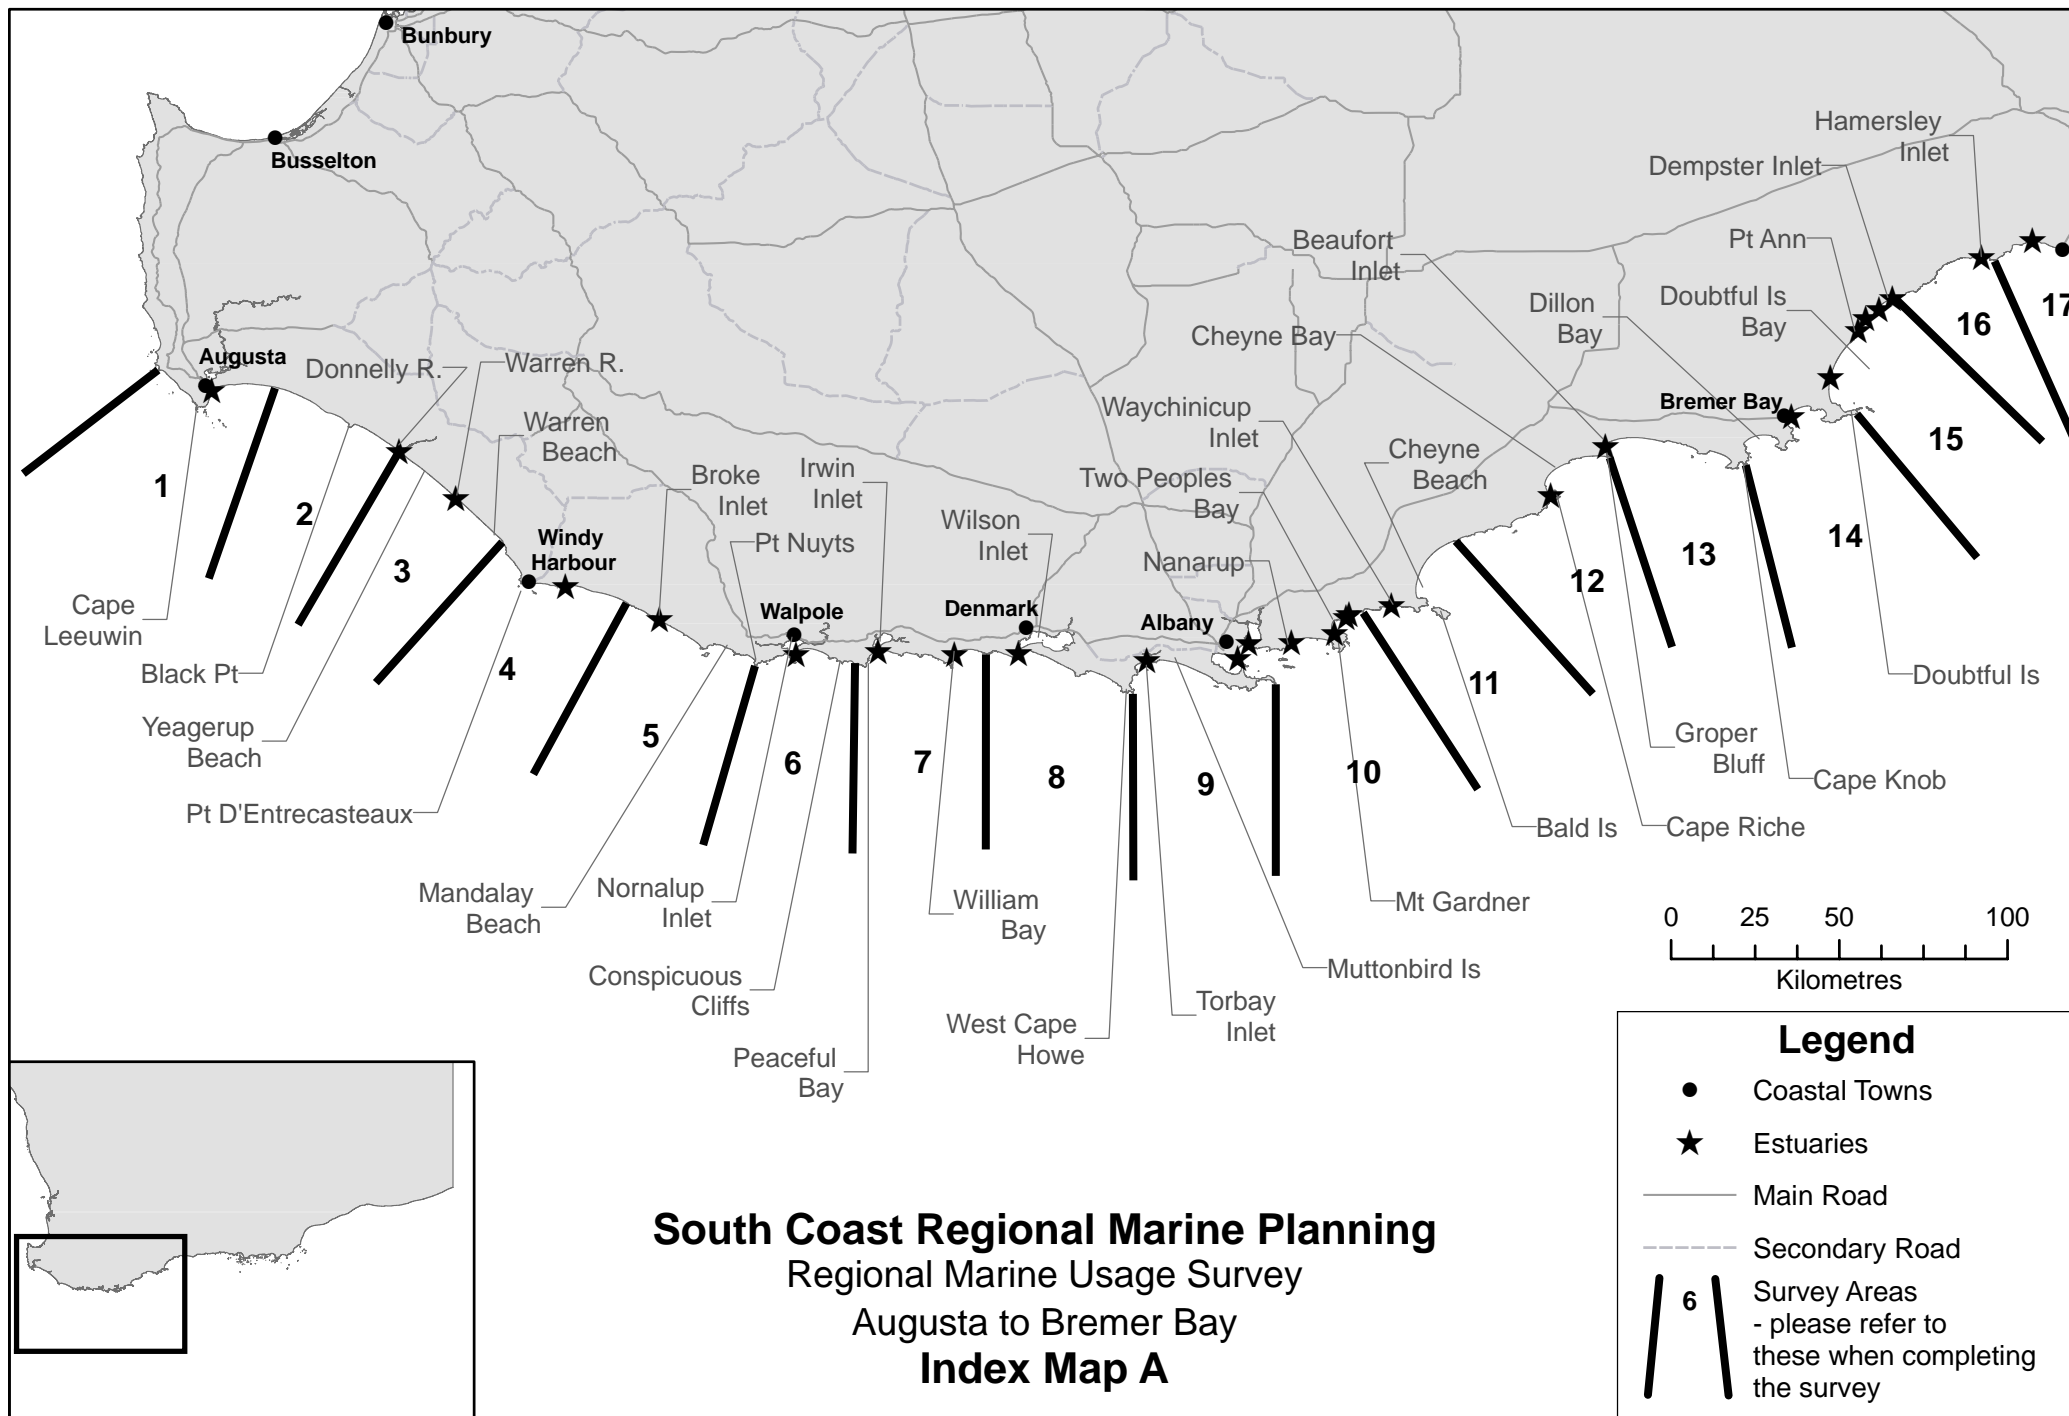 Bunbury
Busselton
Hamersley
Inlet
Dempster Inlet
Pt Ann
Beaufort
Inlet
Dillon
Bay
Doubtful Is
Bay
Cheyne Bay
16
17
Augusta
Donnelly R.
Warren R.
Warren
Beach
Waychinicup
Inlet
Bremer Bay
Cheyne
Beach
15
Broke
Inlet
Irwin
Inlet
Two Peoples
Bay
Wilson
Inlet
1
2
3
Windy
Harbour
Pt Nuyts
Nanarup
12
13
14
Cape
Leeuwin
Walpole
Denmark
Albany
Black Pt
4
11
Doubtful Is
Yeagerup
Beach
5
6
7
8
9
10
Groper
Bluff
Cape Knob
Pt D'Entrecasteaux
Bald Is
Cape Riche
Mandalay
Beach
Nornalup
Inlet
William
Bay
Mt Gardner
Conspicuous
Cliffs
Muttonbird Is
West Cape
Howe
Torbay
Inlet
Peaceful
Bay
0 25 50 100
Kilometres
Legend
Coastal Towns
Estuaries
Main Road
Secondary Road
6
Survey Areas
- please refer to
these when completing
the survey
South Coast Regional Marine Planning
Regional Marine Usage Survey
Augusta to Bremer Bay
Index Map A